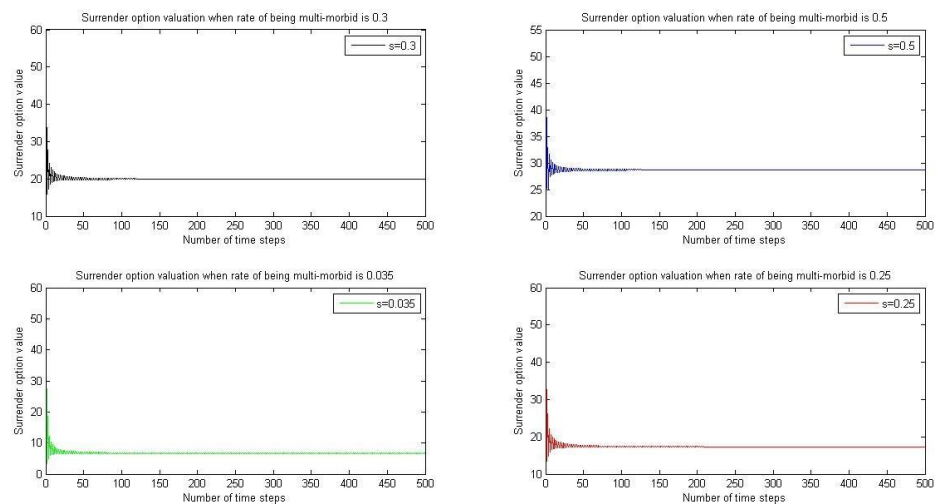 Surrender option valuation when rate of being multi-morbid is 0.3
60
50
40
30
20
10
Surrender option value
s=0.3
0 50 100 150 200 250 300 350 400 450 500
Number of time steps
Surrender option valuation when rate of being multi-morbid is 0.5
55
50
45
40
35
30
25
20
Surrender option value
s=0.5
0 50 100 150 200 250 300 350 400 450 500
Number of time steps
Surrender option valuation when rate of being multi-morbid is 0.035
60
50
40
30
20
10
0
Surrender option value
s=0.035
0 50 100 150 200 250 300 350 400 450 500
Number of time steps
Surrender option valuation when rate of being multi-morbid is 0.25
60
50
40
30
20
10
Surrender option value
s=0.25
0 50 100 150 200 250 300 350 400 450 500
Number of time steps